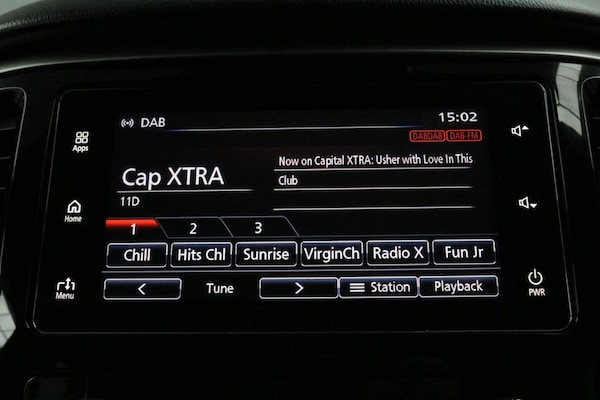 DAB
15:02
DABDAB DAB-FM
Apps
Cap XTRA
Now on Capital XTRA: Usher with Love In This
Club
11D
Home
1 2 3
Chill Hits Chl Sunrise VirginCh Radio X Fun Jr
Menu
< Tune > Station Playback
PWR